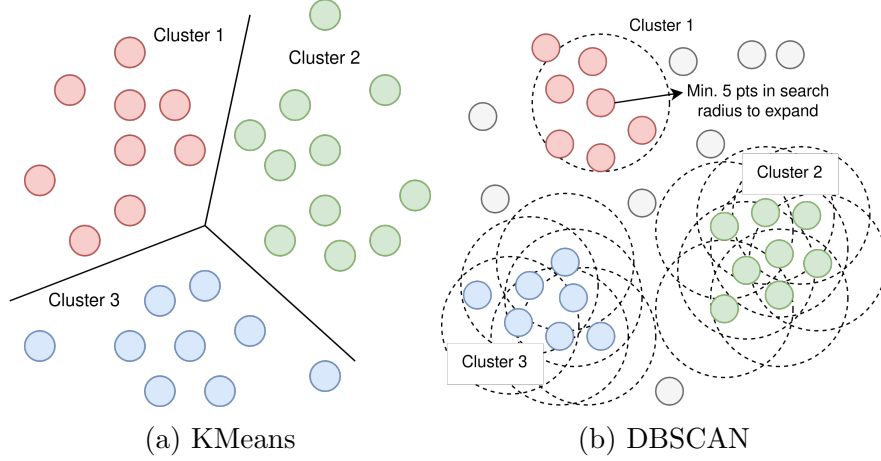 Cluster 1
Cluster 2
Cluster 3
(a) KMeans
Cluster 1
Min. 5 pts in search
radius to expand
Cluster 2
Cluster 3
(b) DBSCAN